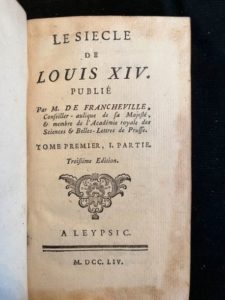 LE SIECLE
DE
LOUIS XIV.
PUBLIÉ
Par M. DE FRANCHEVILLE,
Conseiller-aulique de sa Majesté,
& membre de l'Académie royale des
Sciences & Belles-Lettres de Prusse.
TOME PREMIER, I. PARTIE.
Troisième Edition.
A LEYPSIC.
M. DCC. LIV.